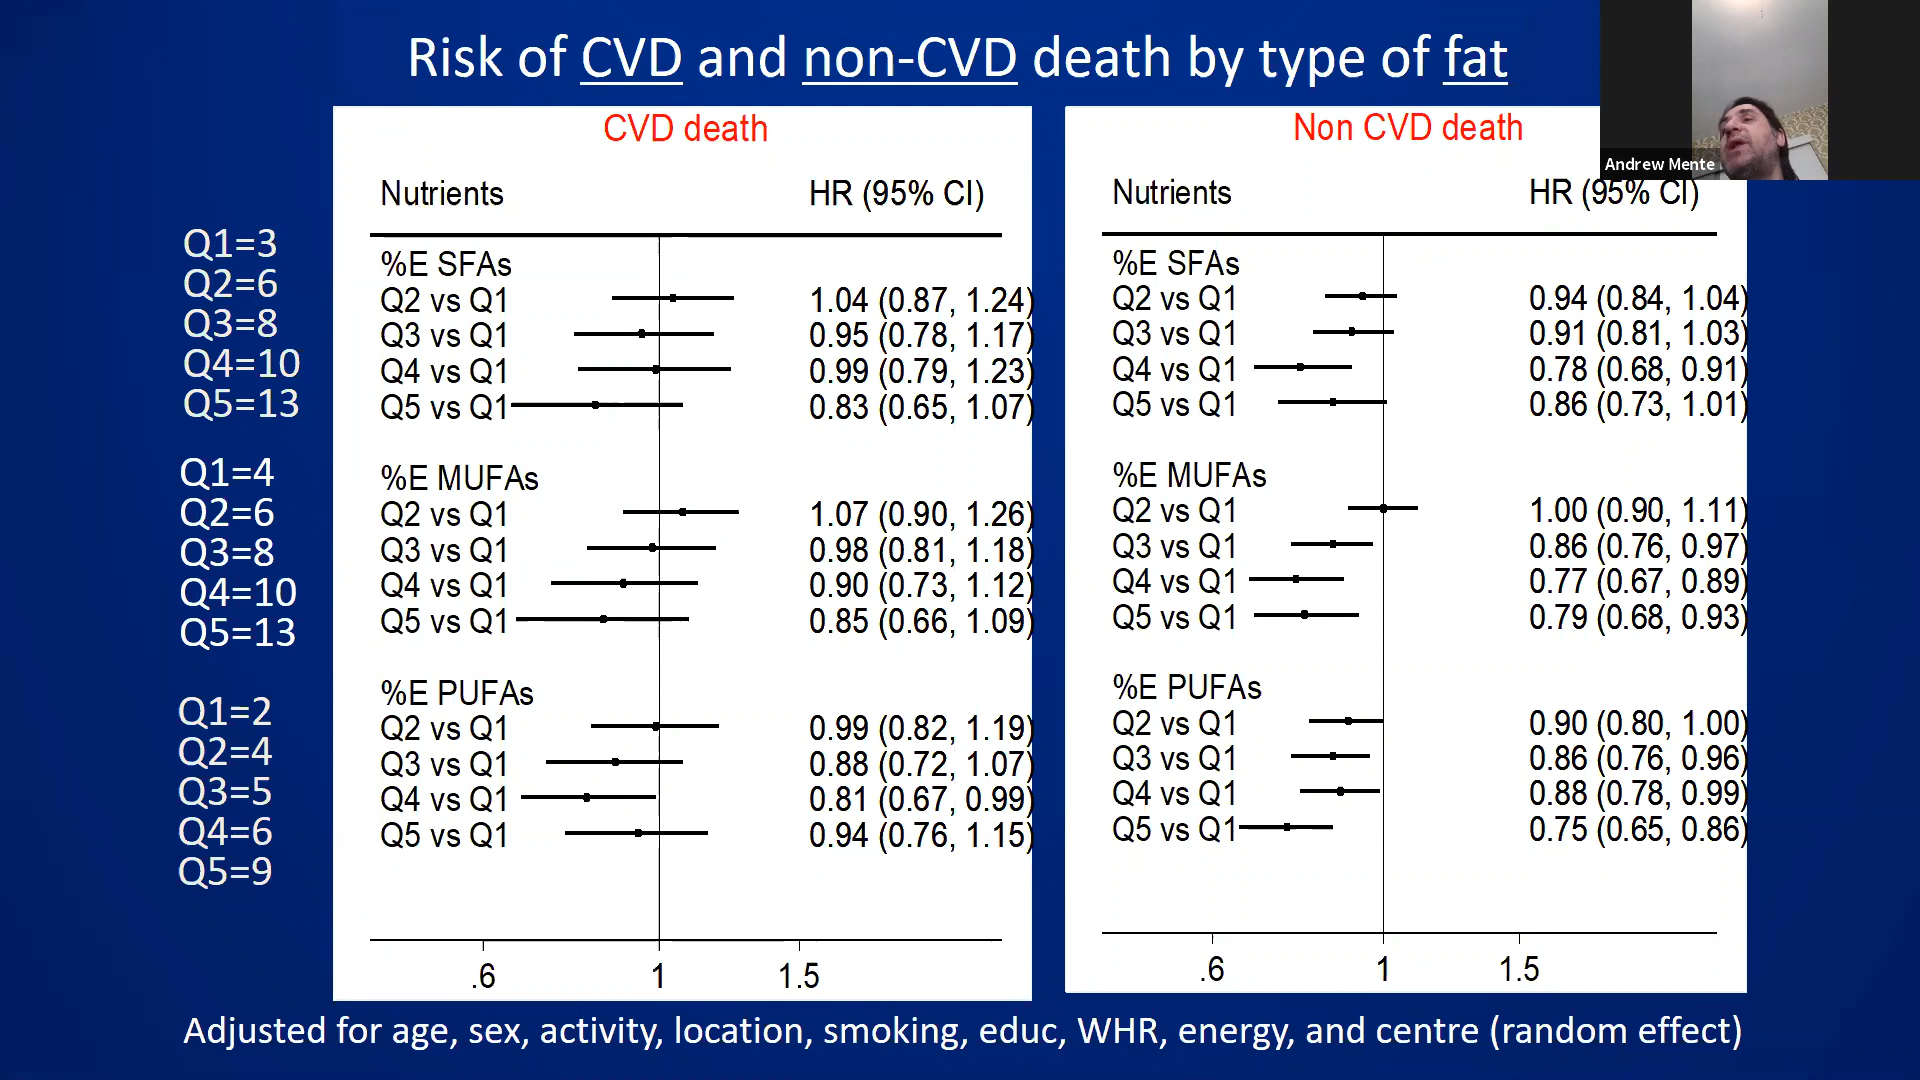 Risk of CVD and non-CVD death by type of fat
Andrew Mente
Q1=3
Q2=6
Q3=8
Q4=10
Q5=13
Q1=4
Q2=6
Q3=8
Q4=10
Q5=13
Q1=2
Q2=4
Q3=5
Q4=6
Q5=9
CVD death
Nutrients HR (95% CI)
%E SFAs
Q2 vs Q1 1.04 (0.87, 1.24)
Q3 vs Q1 0.95 (0.78, 1.17)
Q4 vs Q1 0.99 (0.79, 1.23)
Q5 vs Q1 0.83 (0.65, 1.07)
%E MUFAs
Q2 vs Q1 1.07 (0.90, 1.26)
Q3 vs Q1 0.98 (0.81, 1.18)
Q4 vs Q1 0.90 (0.73, 1.12)
Q5 vs Q1 0.85 (0.66, 1.09)
%E PUFAs
Q2 vs Q1 0.99 (0.82, 1.19)
Q3 vs Q1 0.88 (0.72, 1.07)
Q4 vs Q1 0.81 (0.67, 0.99)
Q5 vs Q1 0.94 (0.76, 1.15)
.6 1 1.5
Non CVD death
Nutrients HR (95% CI)
%E SFAs
Q2 vs Q1 0.94 (0.84, 1.04)
Q3 vs Q1 0.91 (0.81, 1.03)
Q4 vs Q1 0.78 (0.68, 0.91)
Q5 vs Q1 0.86 (0.73, 1.01)
%E MUFAs
Q2 vs Q1 1.00 (0.90, 1.11)
Q3 vs Q1 0.86 (0.76, 0.97)
Q4 vs Q1 0.77 (0.67, 0.89)
Q5 vs Q1 0.79 (0.68, 0.93)
%E PUFAs
Q2 vs Q1 0.90 (0.80, 1.00)
Q3 vs Q1 0.86 (0.76, 0.96)
Q4 vs Q1 0.88 (0.78, 0.99)
Q5 vs Q1 0.75 (0.65, 0.86)
.6 1 1.5
Adjusted for age, sex, activity, location, smoking, educ, WHR, energy, and centre (random effect)